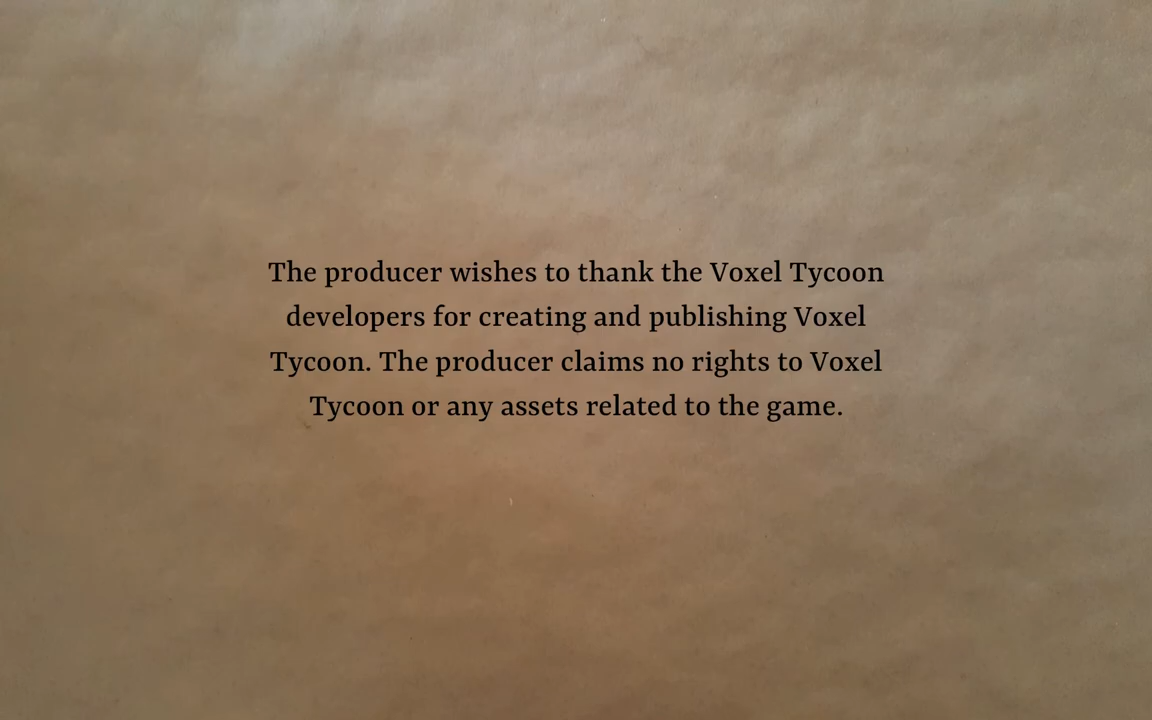 The producer wishes to thank the Voxel Tycoon
developers for creating and publishing Voxel
Tycoon. The producer claims no rights to Voxel
Tycoon or any assets related to the game.